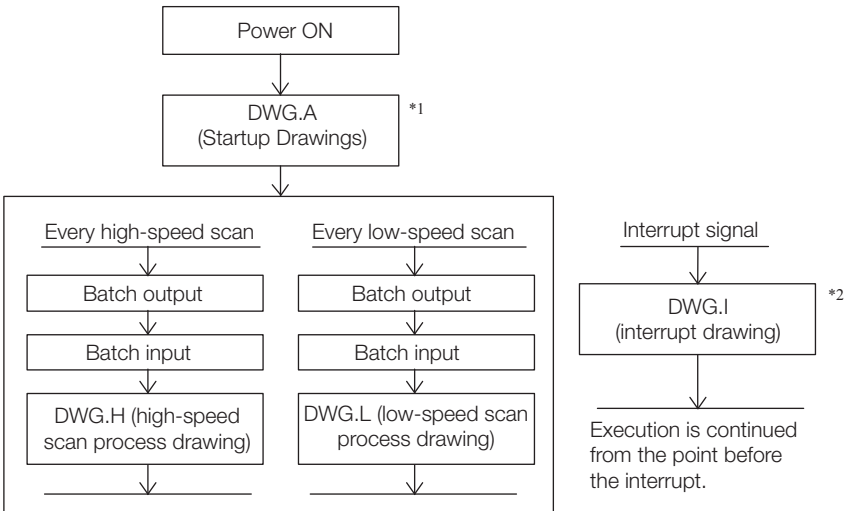 Power ON
DWG.A
(Startup Drawings)
*1
Every high-speed scan
Batch output
Batch input
DWG.H (high-speed
scan process drawing)
Every low-speed scan
Batch output
Batch input
DWG.L (low-speed scan
process drawing)
Interrupt signal
DWG.I
(interrupt drawing)
*2
Execution is continued
from the point before
the interrupt.